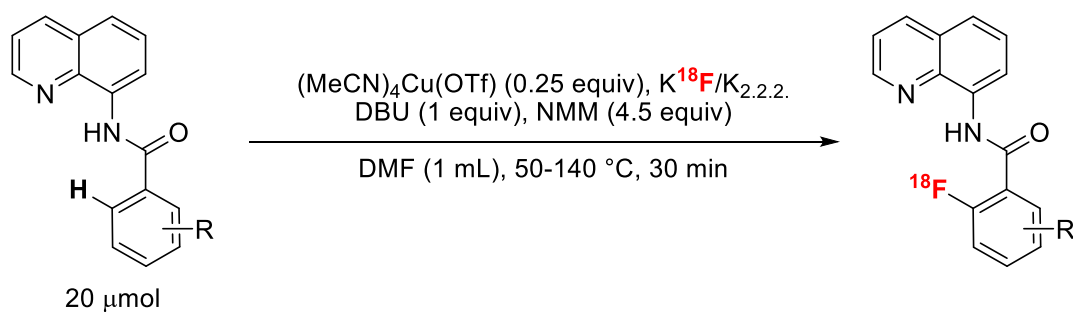 N
HN
O
H
R
20 μmol
(MeCN)₄Cu(OTf) (0.25 equiv), K¹⁸F/K₂.₂.₂.
DBU (1 equiv), NMM (4.5 equiv)
DMF (1 mL), 50-140 °C, 30 min
N
HN
O
¹⁸F
R